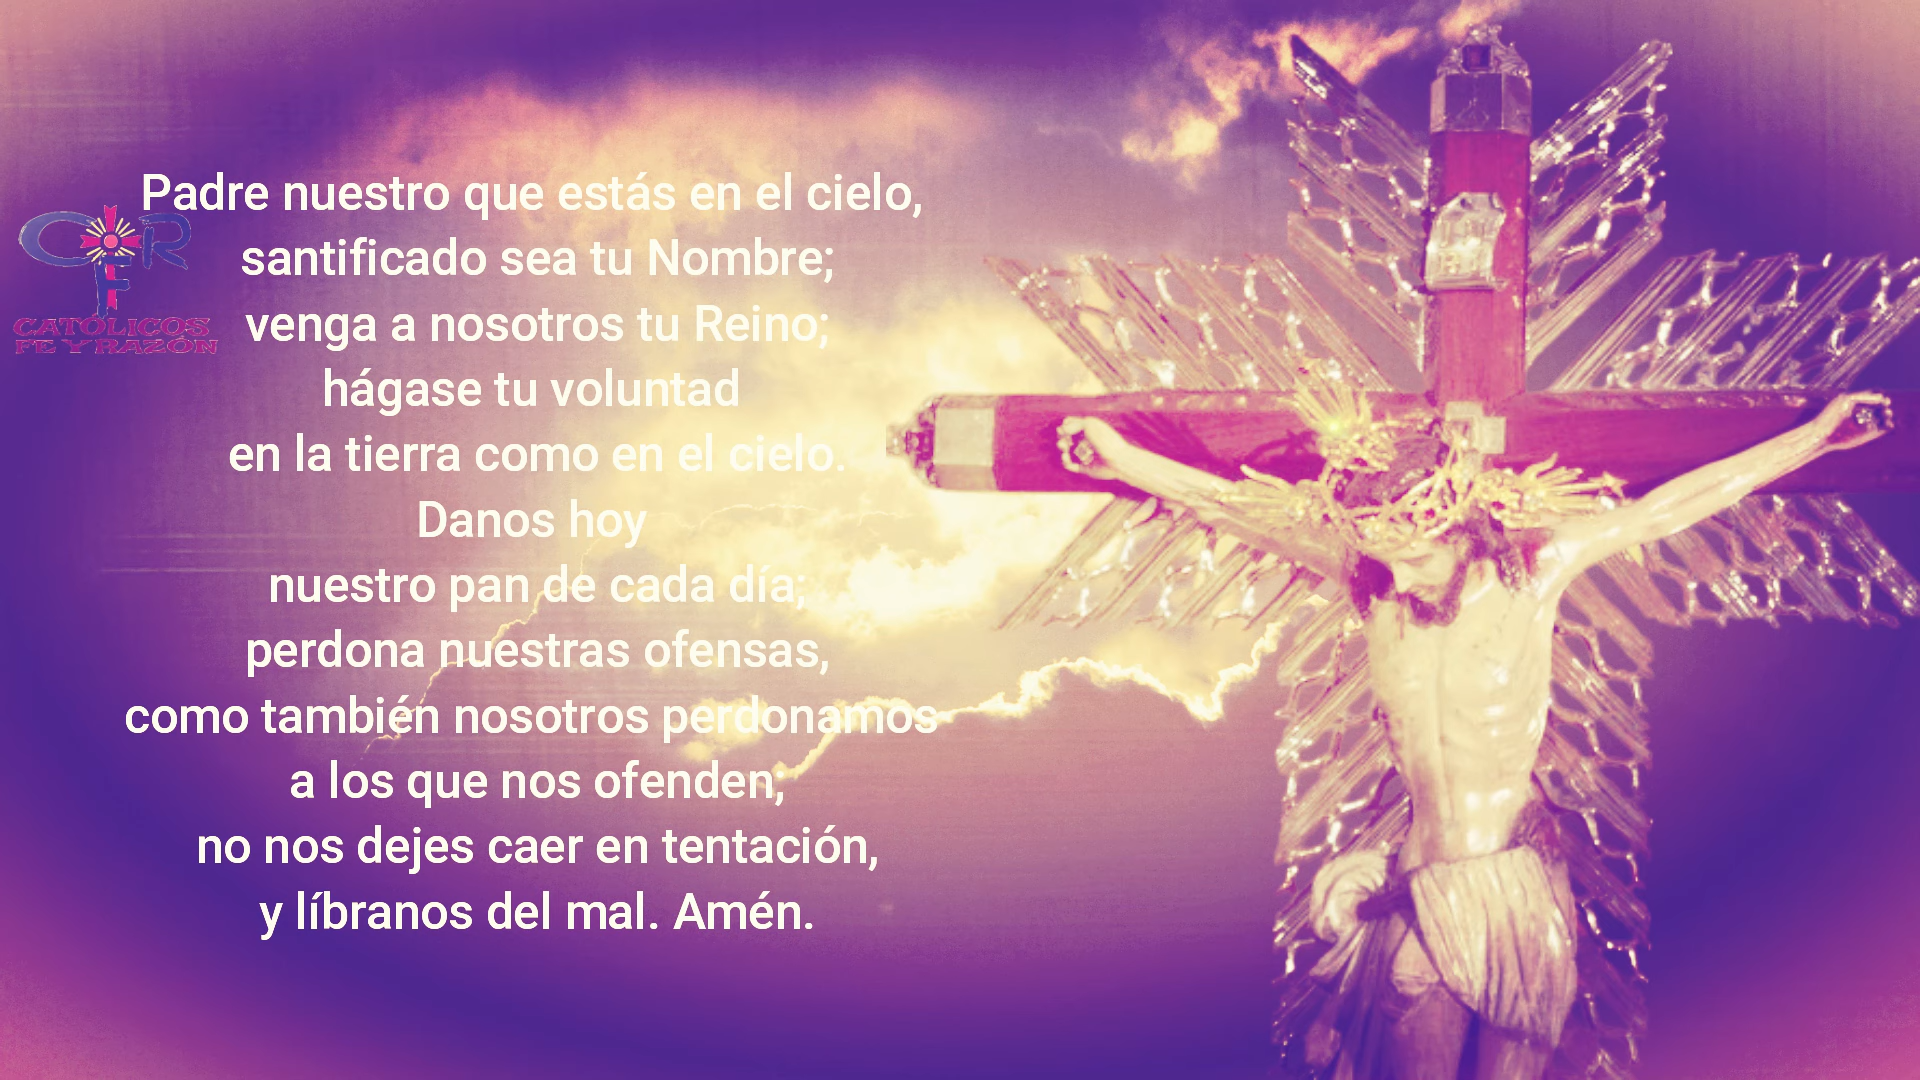 Padre nuestro que estás en el cielo,
santificado sea tu Nombre;
venga a nosotros tu Reino;
hágase tu voluntad
en la tierra como en el cielo.
Danos hoy
nuestro pan de cada día;
perdona nuestras ofensas,
como también nosotros perdonamos
a los que nos ofenden;
no nos dejes caer en tentación,
y líbranos del mal. Amén.
CFR
CATÓLICOS
FE Y RAZÓN